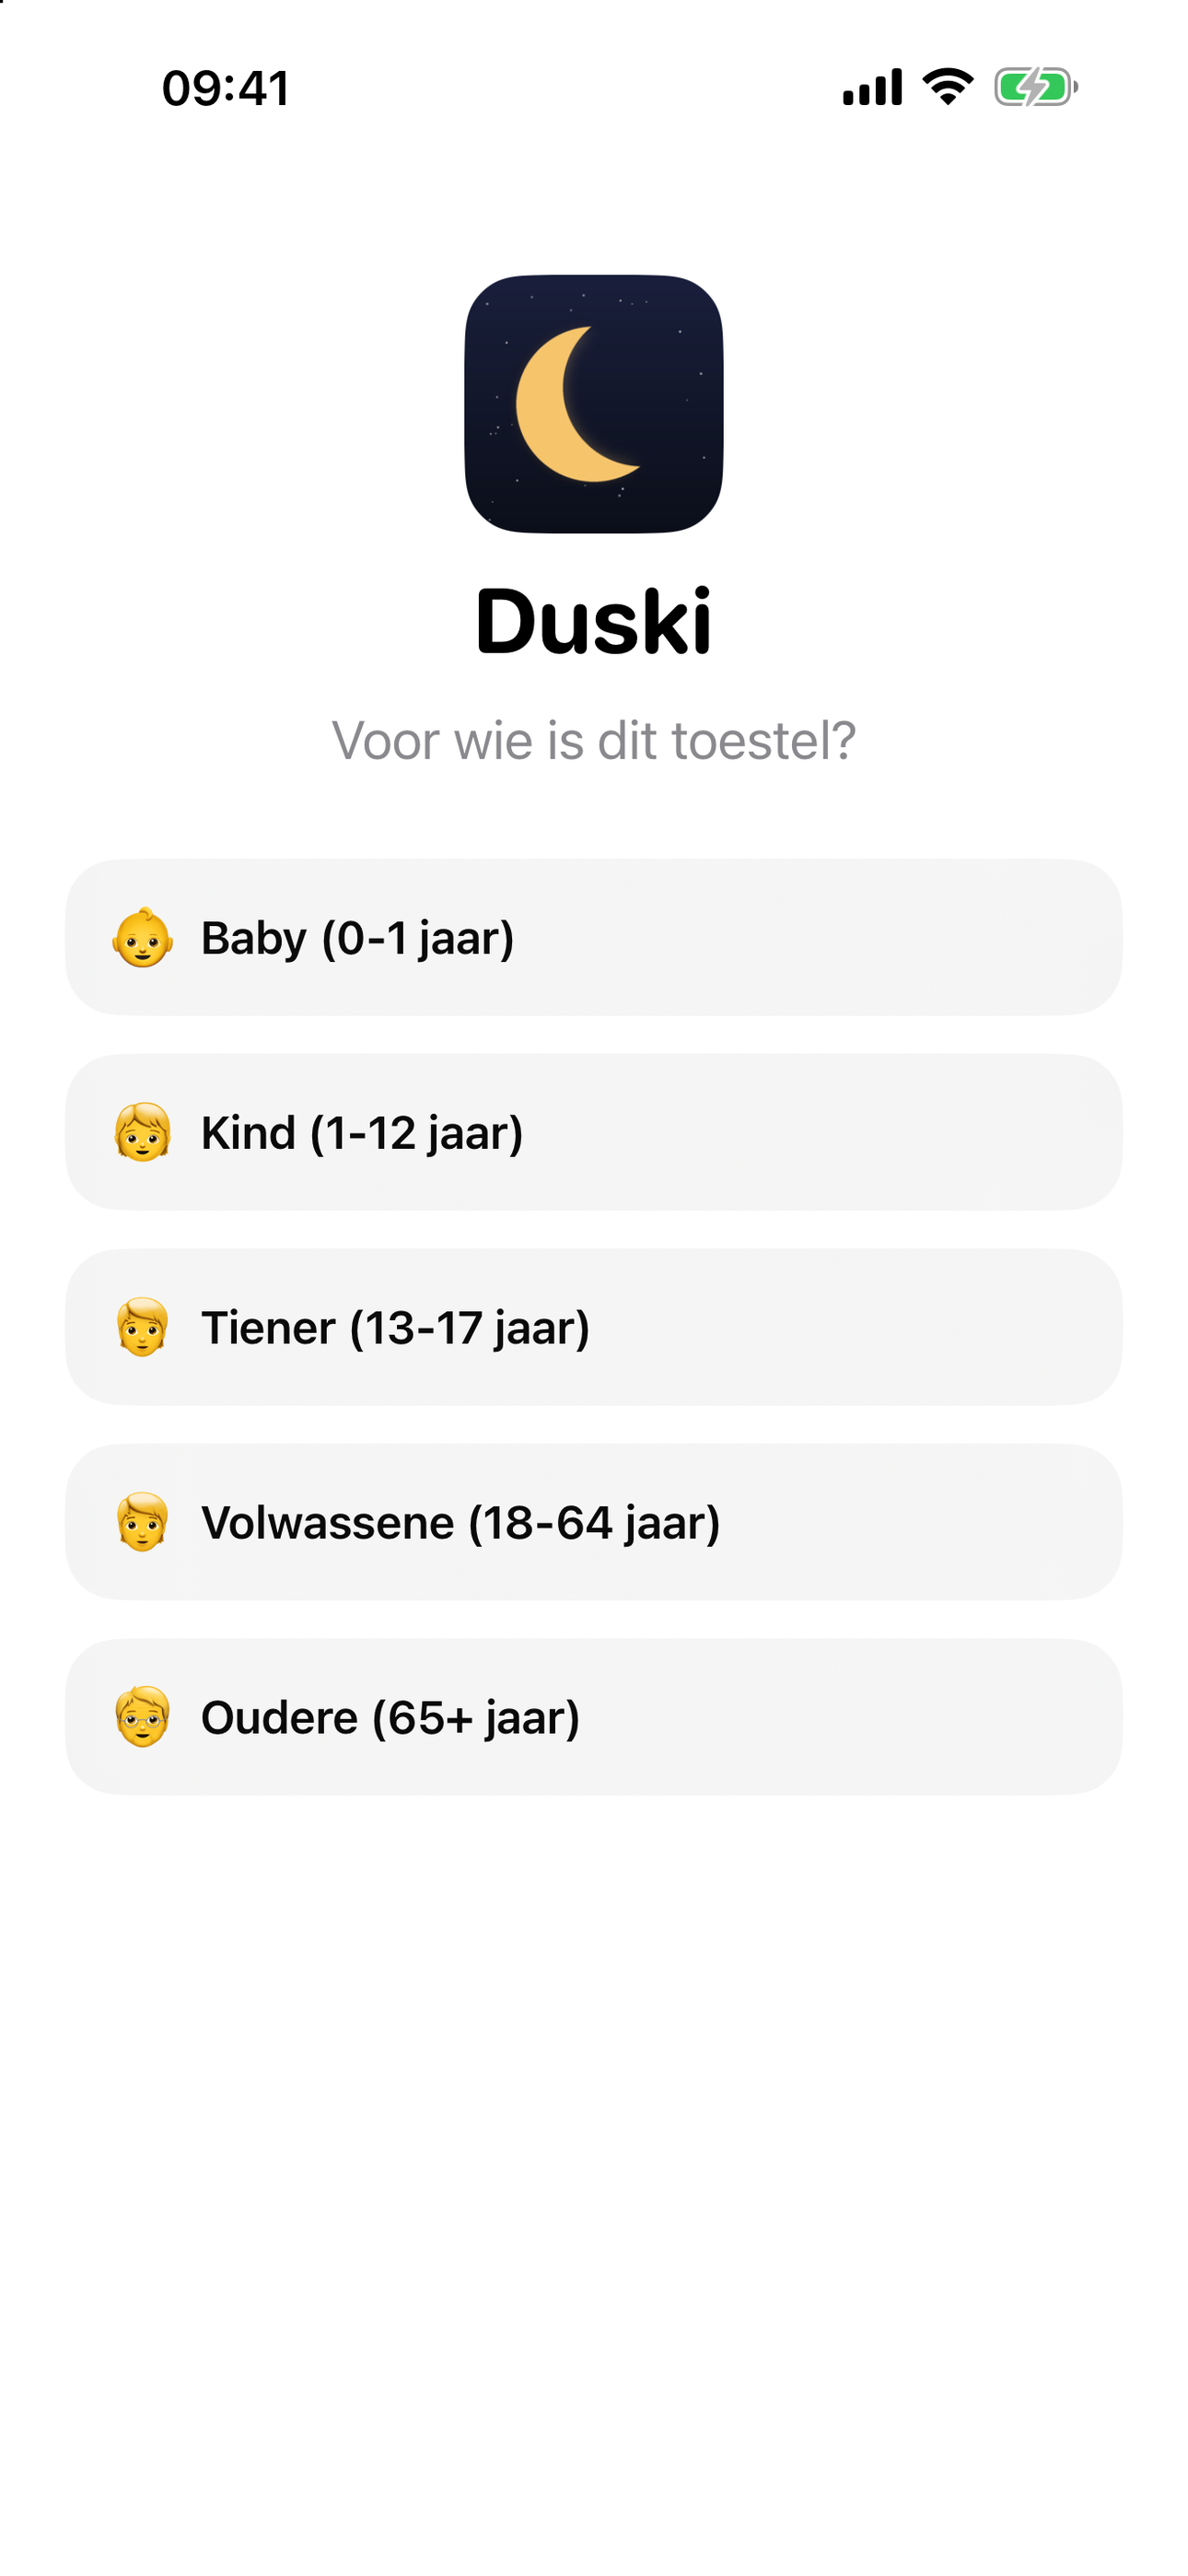 09:41
Duski
Voor wie is dit toestel?
Baby (0-1 jaar)
Kind (1-12 jaar)
Tiener (13-17 jaar)
Volwassene (18-64 jaar)
Oudere (65+ jaar)